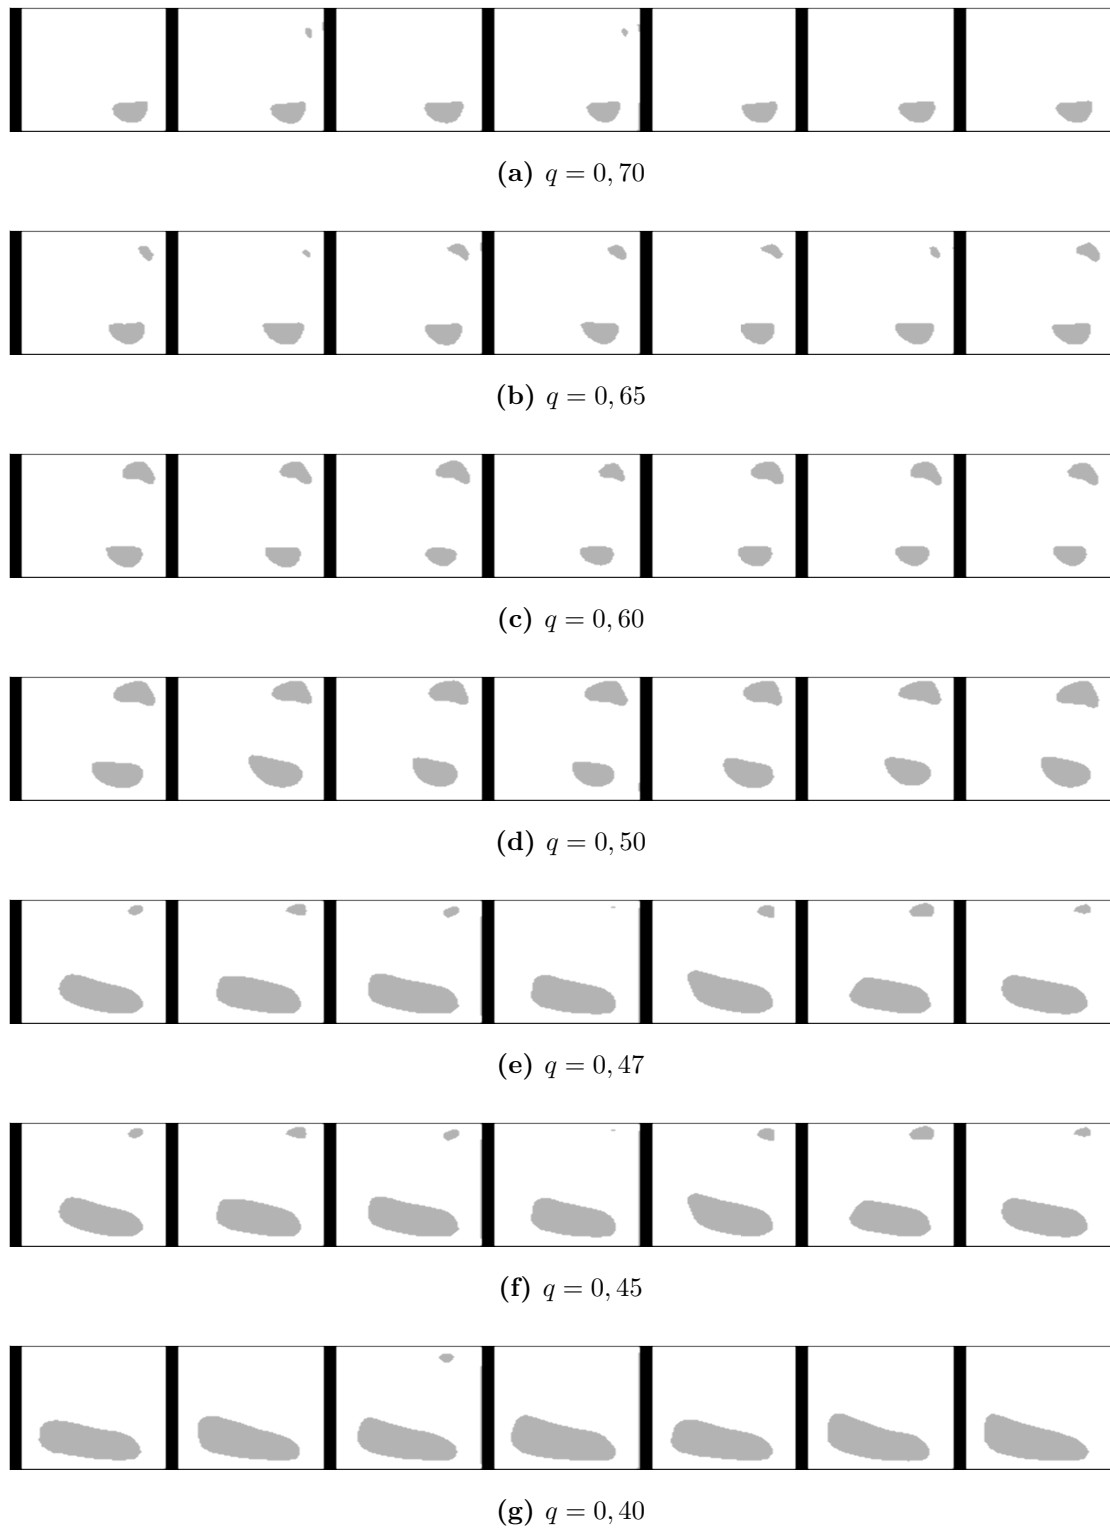 (a) q = 0, 70
(b) q = 0, 65
(c) q = 0, 60
(d) q = 0, 50
(e) q = 0, 47
(f) q = 0, 45
(g) q = 0, 40